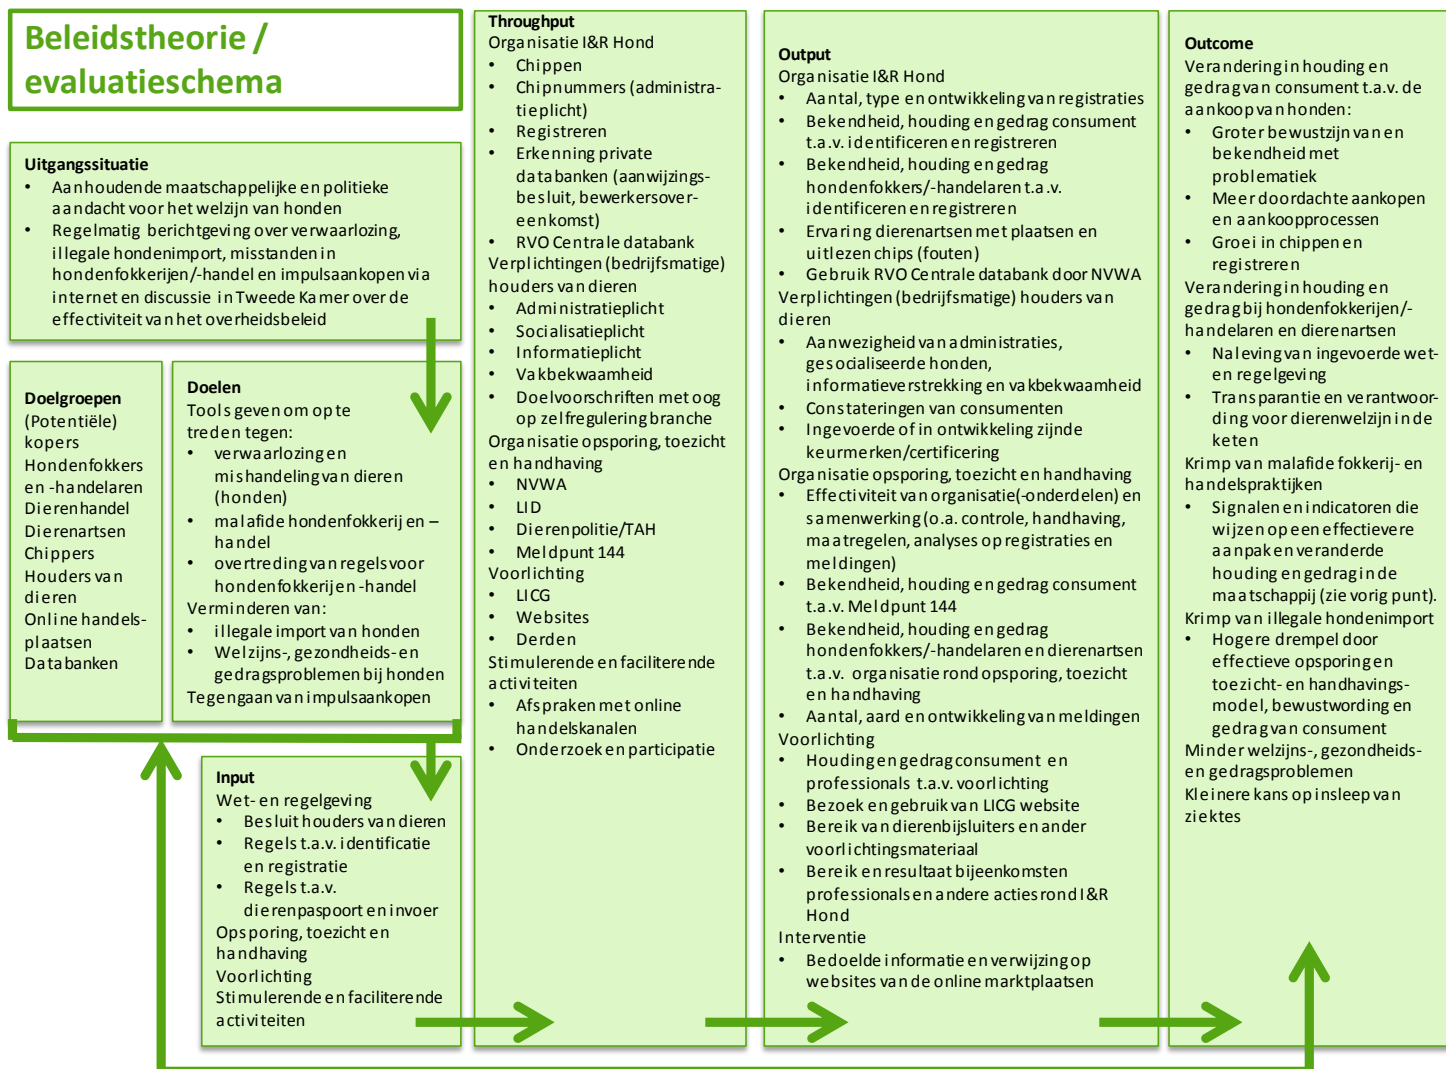 Beleidstheorie /
evaluatieschema
Uitgangssituatie
• Aanhoudende maatschappelijke en politieke
aandacht voor het welzijn van honden
• Regelmatig berichtgeving over verwaarlozing,
illegale hondenimport, misstanden in
hondenfokkerijen/-handel en impulsaankopen via
internet en discussie in Tweede Kamer over de
effectiviteit van het overheidsbeleid
Doelgroepen
(Potentiële)
kopers
Hondenfokkers
en -handelaren
Dierenhandel
Dierenartsen
Chippers
Houders van
dieren
Online handels-
plaatsen
Databanken
Doelen
Tools geven om op te
treden tegen:
• verwaarlozing en
mishandeling van dieren
(honden)
• malafide hondenfokkerij en –
handel
• overtreding van regels voor
hondenfokkerij en -handel
Verminderen van:
• illegale import van honden
• Welzijns-, gezondheids- en
gedragsproblemen bij honden
Tegengaan van impulsaankopen
Input
Wet- en regelgeving
• Besluit houders van dieren
• Regels t.a.v. identificatie
en registratie
• Regels t.a.v.
dierenpaspoort en invoer
Opsporing, toezicht en
handhaving
Voorlichting
Stimulerende en faciliterende
activiteiten
Throughput
Organisatie I&R Hond
• Chippen
• Chipnummers (administra-
tieplicht)
• Registreren
• Erkenning private
databanken (aanwijzings-
besluit, bewerkersover-
eenkomst)
• RVO Centrale databank
Verplichtingen (bedrijfsmatige)
houders van dieren
• Administratieplicht
• Socialisatieplicht
• Informatieplicht
• Vakbekwaamheid
• Doelvoorschriften met oog
op zelfregulering branche
Organisatie opsporing, toezicht
en handhaving
• NVWA
• LID
• Dierenpolitie/TAH
• Meldpunt 144
Voorlichting
• LICG
• Websites
• Derden
Stimulerende en faciliterende
activiteiten
• Afspraken met online
handelskanalen
• Onderzoek en participatie
Output
Organisatie I&R Hond
• Aantal, type en ontwikkeling van registraties
• Bekendheid, houding en gedrag consument
t.a.v. identificeren en registreren
• Bekendheid, houding en gedrag
hondenfokkers/-handelaren t.a.v.
identificeren en registreren
• Ervaring dierenartsen met plaatsen en
uitlezen chips (fouten)
• Gebruik RVO Centrale databank door NVWA
Verplichtingen (bedrijfsmatige) houders van
dieren
• Aanwezigheid van administraties,
gesocialiseerde honden,
informatieverstrekking en vakbekwaamheid
• Constateringen van consumenten
• Ingevoerde of in ontwikkeling zijnde
keurmerken/certificering
Organisatie opsporing, toezicht en handhaving
• Effectiviteit van organisatie(-onderdelen) en
samenwerking (o.a. controle, handhaving,
maatregelen, analyses op registraties en
meldingen)
• Bekendheid, houding en gedrag consument
t.a.v. Meldpunt 144
• Bekendheid, houding en gedrag
hondenfokkers/-handelaren en dierenartsen
t.a.v. organisatie rond opsporing, toezicht
en handhaving
• Aantal, aard en ontwikkeling van meldingen
Voorlichting
• Houding en gedrag consument en
professionals t.a.v. voorlichting
• Bezoek en gebruik van LICG website
• Bereik van dierenbijsluiters en ander
voorlichtingsmateriaal
• Bereik en resultaat bijeenkomsten
professionals en andere acties rond I&R
Hond
Interventie
• Bedoelde informatie en verwijzing op
websites van de online marktplaatsen
Outcome
Verandering in houding en
gedrag van consument t.a.v. de
aankoop van honden:
• Groter bewustzijn van en
bekendheid met
problematiek
• Meer doordachte aankopen
en aankoopprocessen
• Groei in chippen en
registreren
Verandering in houding en
gedrag bij hondenfokkerijen/-
handelaren en dierenartsen
• Naleving van ingevoerde wet-
en regelgeving
• Transparantie en verantwoor-
ding voor dierenwelzijn in de
keten
Krimp van malafide fokkerij- en
handelspraktijken
• Signalen en indicatoren die
wijzen op een effectievere
aanpak en veranderde
houding en gedrag in de
maatschappij (zie vorig punt).
Krimp van illegale hondenimport
• Hogere drempel door
effectieve opsporing en
toezicht- en handhavings-
model, bewustwording en
gedrag van consument
Minder welzijns-, gezondheids-
en gedragsproblemen
Kleinere kans op insleep van
ziektes